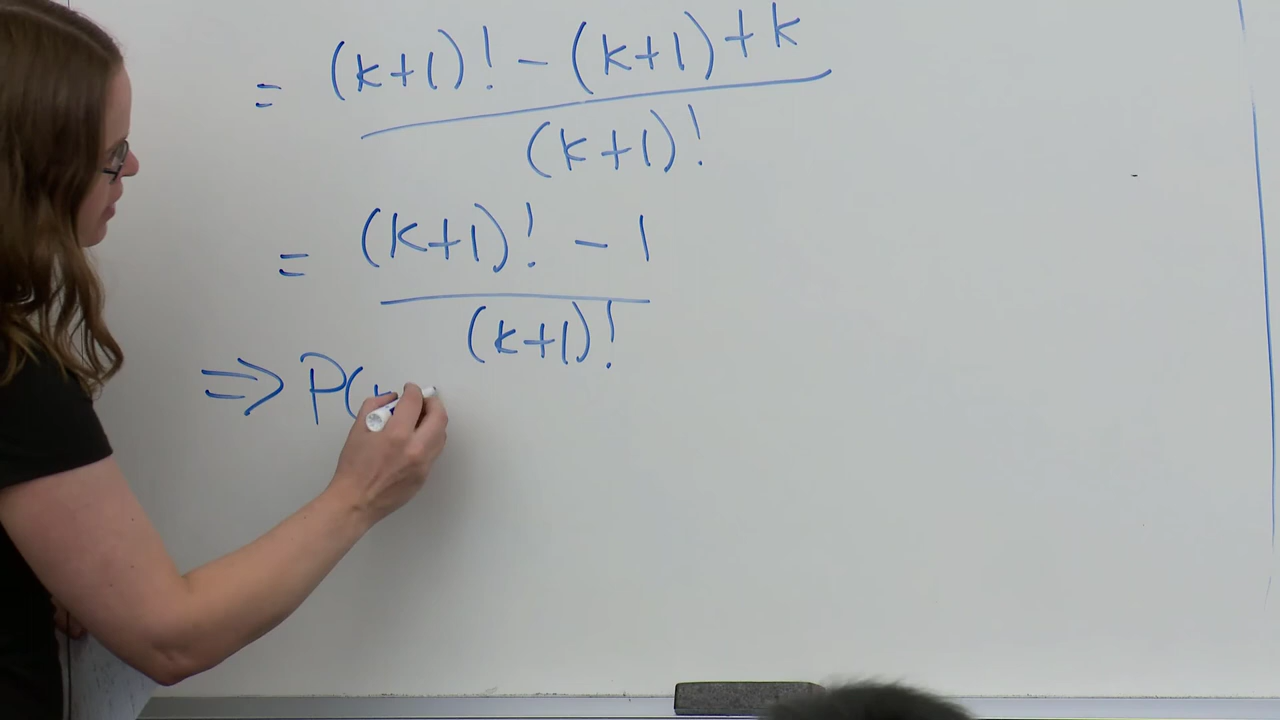 = (k+1)! - (k+1) + k
(k+1)!
= (k+1)! - 1
(k+1)!
⇒ P(